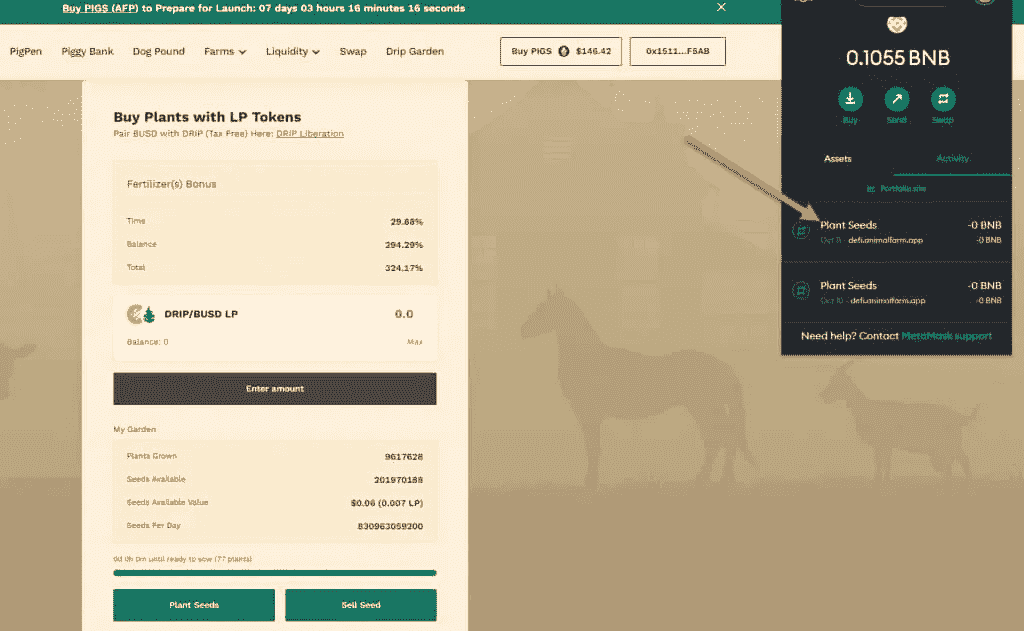 Buy PIGS (AFP) to Prepare for Launch: 07 days 03 hours 16 minutes 16 seconds
PigPen Piggy Bank Dog Pound Farms Liquidity Swap Drip Garden Buy PiGS $146.42 0x1511...F5AB
Buy Plants with LP Tokens
Pair BUSD with DRiP (Tax Free) Here: DRIP Liberation
Fertilizer(s) Bonus
Time 29.88%
Balance 294.29%
Total 324.17%
DRIP/BUSD LP 0.0
Balance: 0 Max
Enter amount
My Garden
Plants Grown 9617628
Seeds Available 201970188
Seeds Available Value $0.06 (0.007 LP)
Seeds Per Day 830963059200
0d 0h 0m until ready to sow (77 plants)
Plant Seeds Sell Seed
0.1055 BNB
Buy Send Swap
Assets Activity
Portfolio site
Plant Seeds -0 BNB
Oct 11 · defi.animalfarm.app -0 BNB
Plant Seeds -0 BNB
Oct 10 · defi.animalfarm.app -0 BNB
Need help? Contact MetaMask support